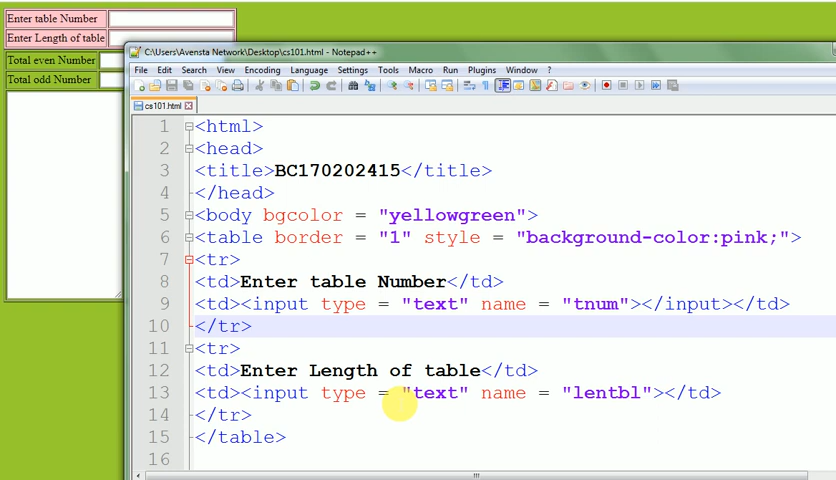 Enter table Number
Enter Length of table
Total even Number
Total odd Number
C:\Users\Avensta Network\Desktop\cs101.html - Notepad++
File Edit Search View Encoding Language Settings Tools Macro Run Plugins Window ?
cs101.html
1 <html>
2 <head>
3 <title>BC170202415</title>
4 </head>
5 <body bgcolor = "yellowgreen">
6 <table border = "1" style = "background-color:pink;">
7 <tr>
8 <td>Enter table Number</td>
9 <td><input type = "text" name = "tnum"></input></td>
10 </tr>
11 <tr>
12 <td>Enter Length of table</td>
13 <td><input type = "text" name = "lentbl"></td>
14 </tr>
15 </table>
16